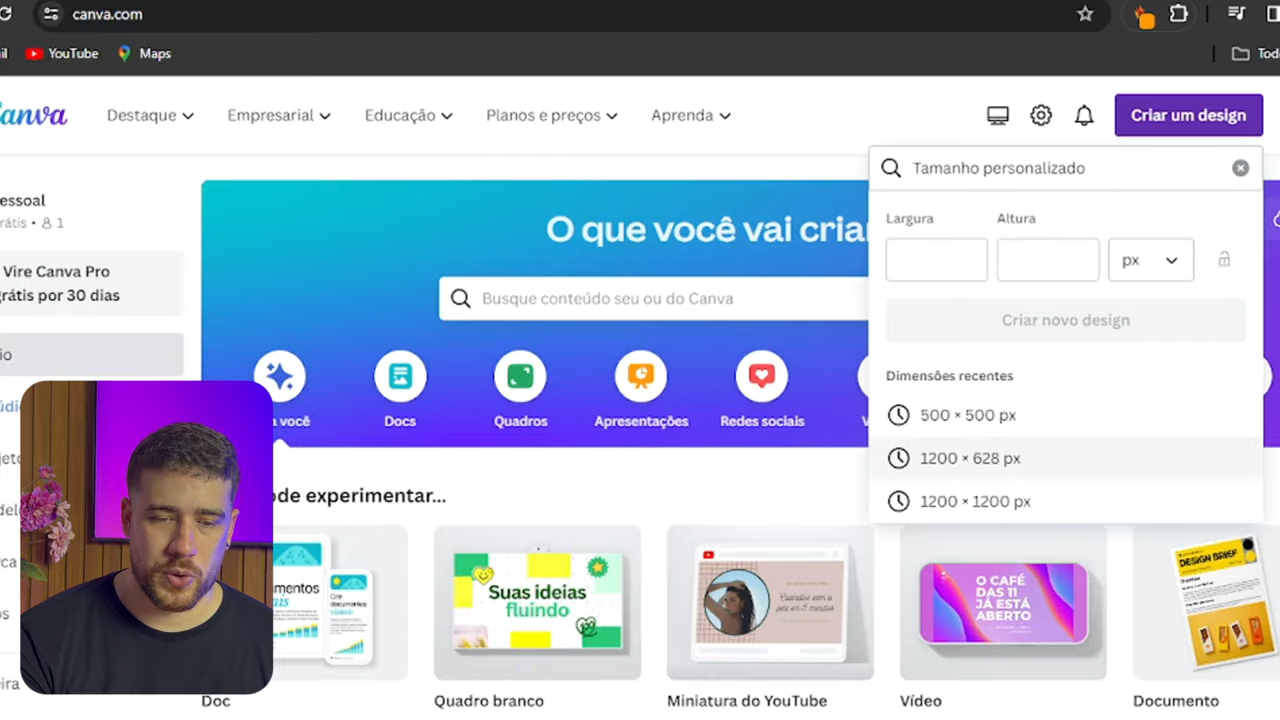 canva.com
YouTube
Maps
Canva
Destaque
Empresarial
Educação
Planos e preços
Aprenda
Criar um design
Tamanho personalizado
Largura
Altura
px
Criar novo design
Dimensões recentes
500 × 500 px
1200 × 628 px
1200 × 1200 px
essoal
rátis • 1
Vire Canva Pro
rátis por 30 dias
io
O que você vai criar
Busque conteúdo seu ou do Canva
a você
Docs
Quadros
Apresentações
Redes sociais
V
ode experimentar...
Suas ideias
fluindo
O CAFÉ
DAS 11
JÁ ESTÁ
ABERTO
DESIGN BRIEF
Doc
Quadro branco
Miniatura do YouTube
Vídeo
Documento